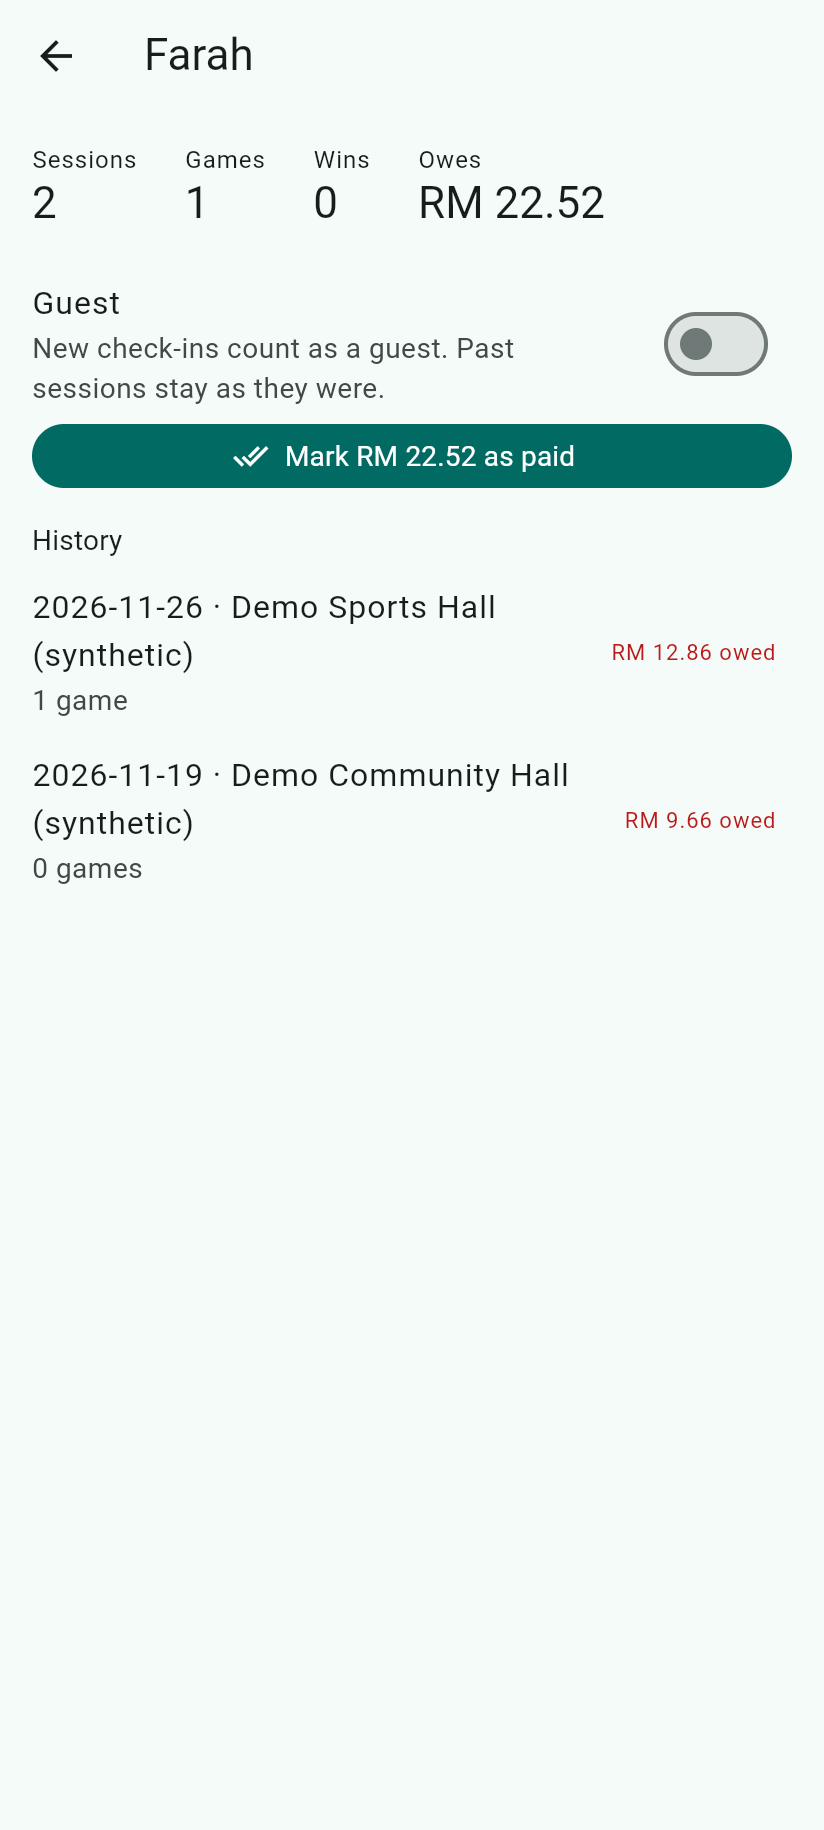 Farah
Sessions Games Wins Owes
2 1 0 RM 22.52
Guest
New check-ins count as a guest. Past
sessions stay as they were.
Mark RM 22.52 as paid
History
2026-11-26 · Demo Sports Hall
(synthetic)
RM 12.86 owed
1 game
2026-11-19 · Demo Community Hall
(synthetic)
RM 9.66 owed
0 games